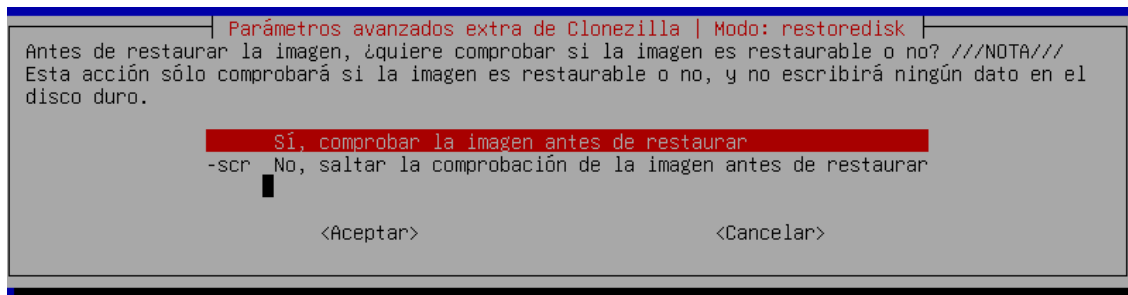 Parámetros avanzados extra de Clonezilla | Modo: restoredisk
Antes de restaurar la imagen, ¿quiere comprobar si la imagen es restaurable o no? ///NOTA///
Esta acción sólo comprobará si la imagen es restaurable o no, y no escribirá ningún dato en el
disco duro.
Sí, comprobar la imagen antes de restaurar
-scr No, saltar la comprobación de la imagen antes de restaurar
<Aceptar> <Cancelar>